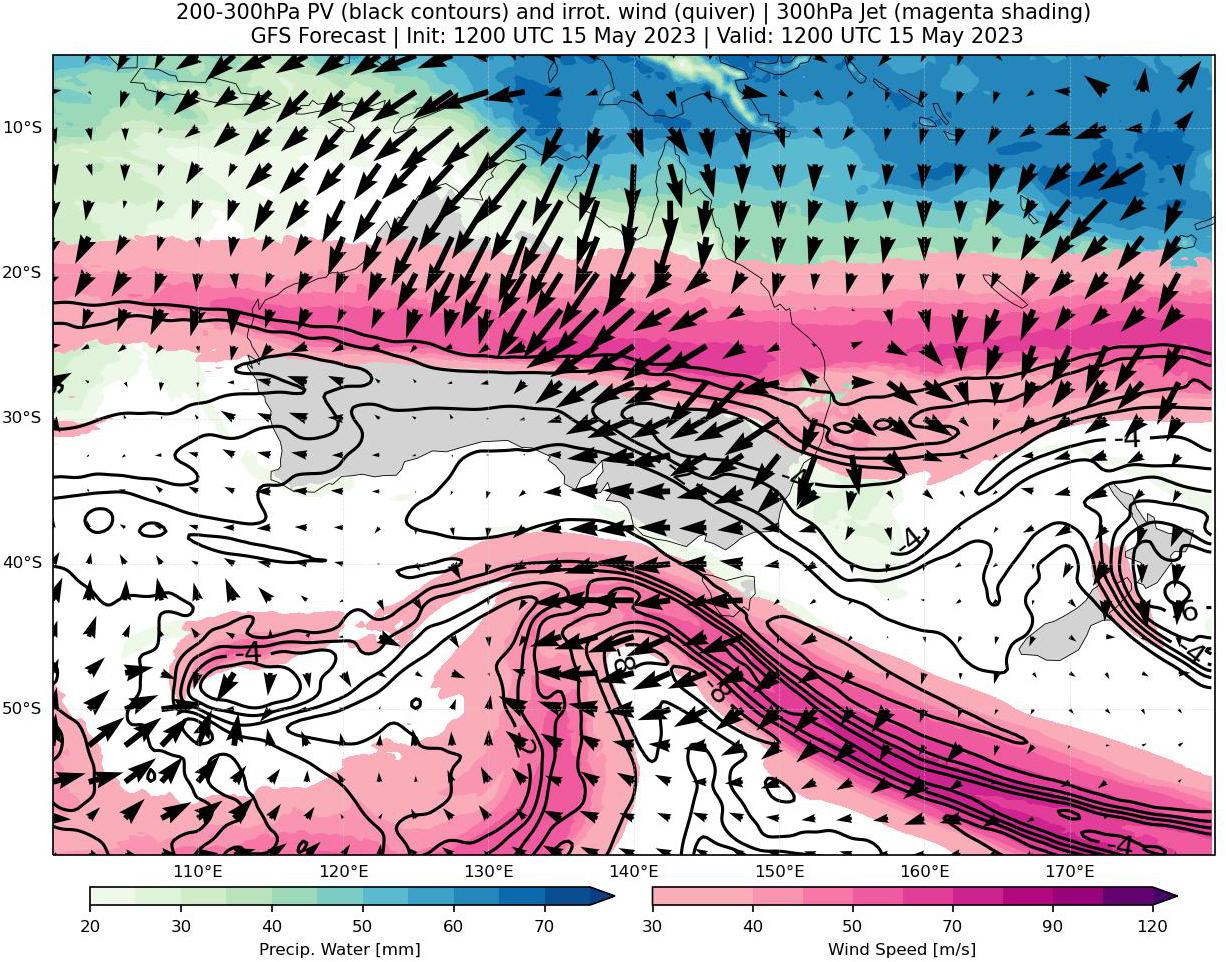 200-300hPa PV (black contours) and irrot. wind (quiver) | 300hPa Jet (magenta shading)
GFS Forecast | Init: 1200 UTC 15 May 2023 | Valid: 1200 UTC 15 May 2023
10°S
20°S
30°S
-4
40°S
-4
-6
-4
-4
-8
-8
50°S
-4
110°E 120°E 130°E 140°E 150°E 160°E 170°E
20 30 40 50 60 70
30 40 50 70 90 120
Precip. Water [mm]
Wind Speed [m/s]